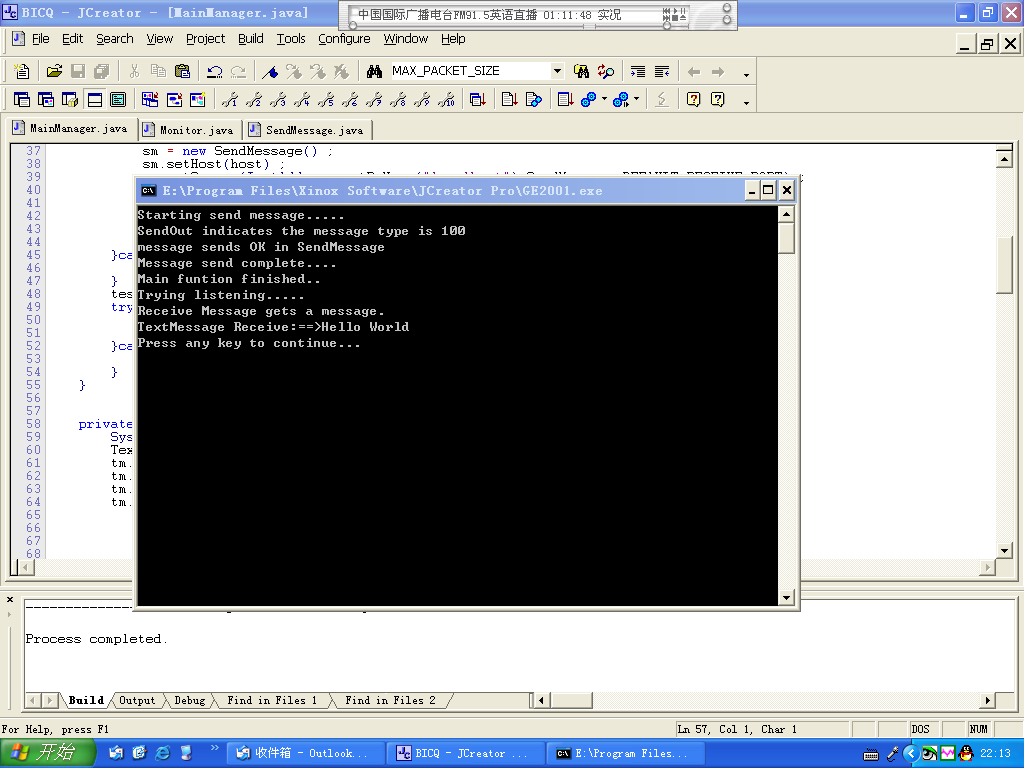 BICQ - JCreator - [MainManager.java]
中国国际广播电台FM91.5英语直播 01:11:48 实况
File Edit Search View Project Build Tools Configure Window Help
MAX_PACKET_SIZE
MainManager.java Monitor.java SendMessage.java
37 sm = new SendMessage() ;
38 sm.setHost(host) ;
39
40
41
42
43
44
45 }ca
46
47 }
48 tes
49 try
50
51
52 }ca
53
54 }
55 }
56
57
58 private
59 Sys
60 Tex
61 tm.
62 tm.
63 tm.
64 tm.
65
66
67
68
E:\Program Files\Xinox Software\JCreator Pro\GE2001.exe
Starting send message.....
SendOut indicates the message type is 100
message sends OK in SendMessage
Message send complete....
Main funtion finished..
Trying listening.....
Receive Message gets a message.
TextMessage Receive:==>Hello World
Press any key to continue...
Process completed.
Build Output Debug Find in Files 1 Find in Files 2
For Help, press F1 Ln 57, Col 1, Char 1 DOS NUM
开始 收件箱 - Outlook... BICQ - JCreator ... E:\Program Files... 22:13